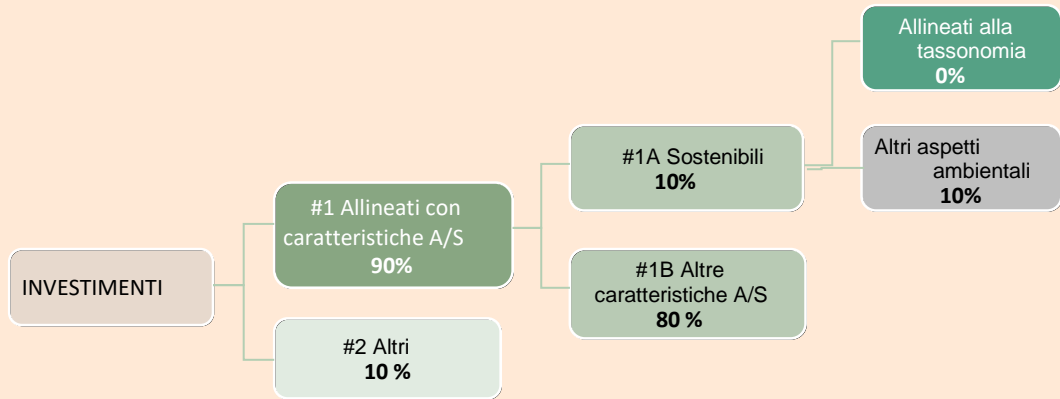 INVESTIMENTI
#1 Allineati con
caratteristiche A/S
90%
#2 Altri
10 %
#1A Sostenibili
10%
#1B Altre
caratteristiche A/S
80 %
Allineati alla
tassonomia
0%
Altri aspetti
ambientali
10%